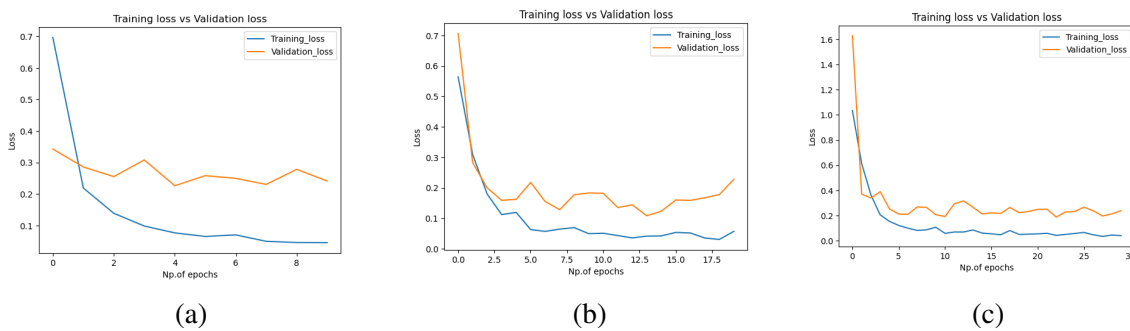 Training loss vs Validation loss
Training_loss
Validation_loss
0.7
0.6
0.5
0.4
0.3
0.2
0.1
Loss
0 2 4 6 8
Np.of epochs
(a)
Training loss vs Validation loss
Training_loss
Validation_loss
0.7
0.6
0.5
0.4
0.3
0.2
0.1
0.0
Loss
0.0 2.5 5.0 7.5 10.0 12.5 15.0 17.5
Np.of epochs
(b)
Training loss vs Validation loss
Training_loss
Validation_loss
1.6
1.4
1.2
1.0
0.8
0.6
0.4
0.2
0.0
Loss
0 5 10 15 20 25 3
Np.of epochs
(c)